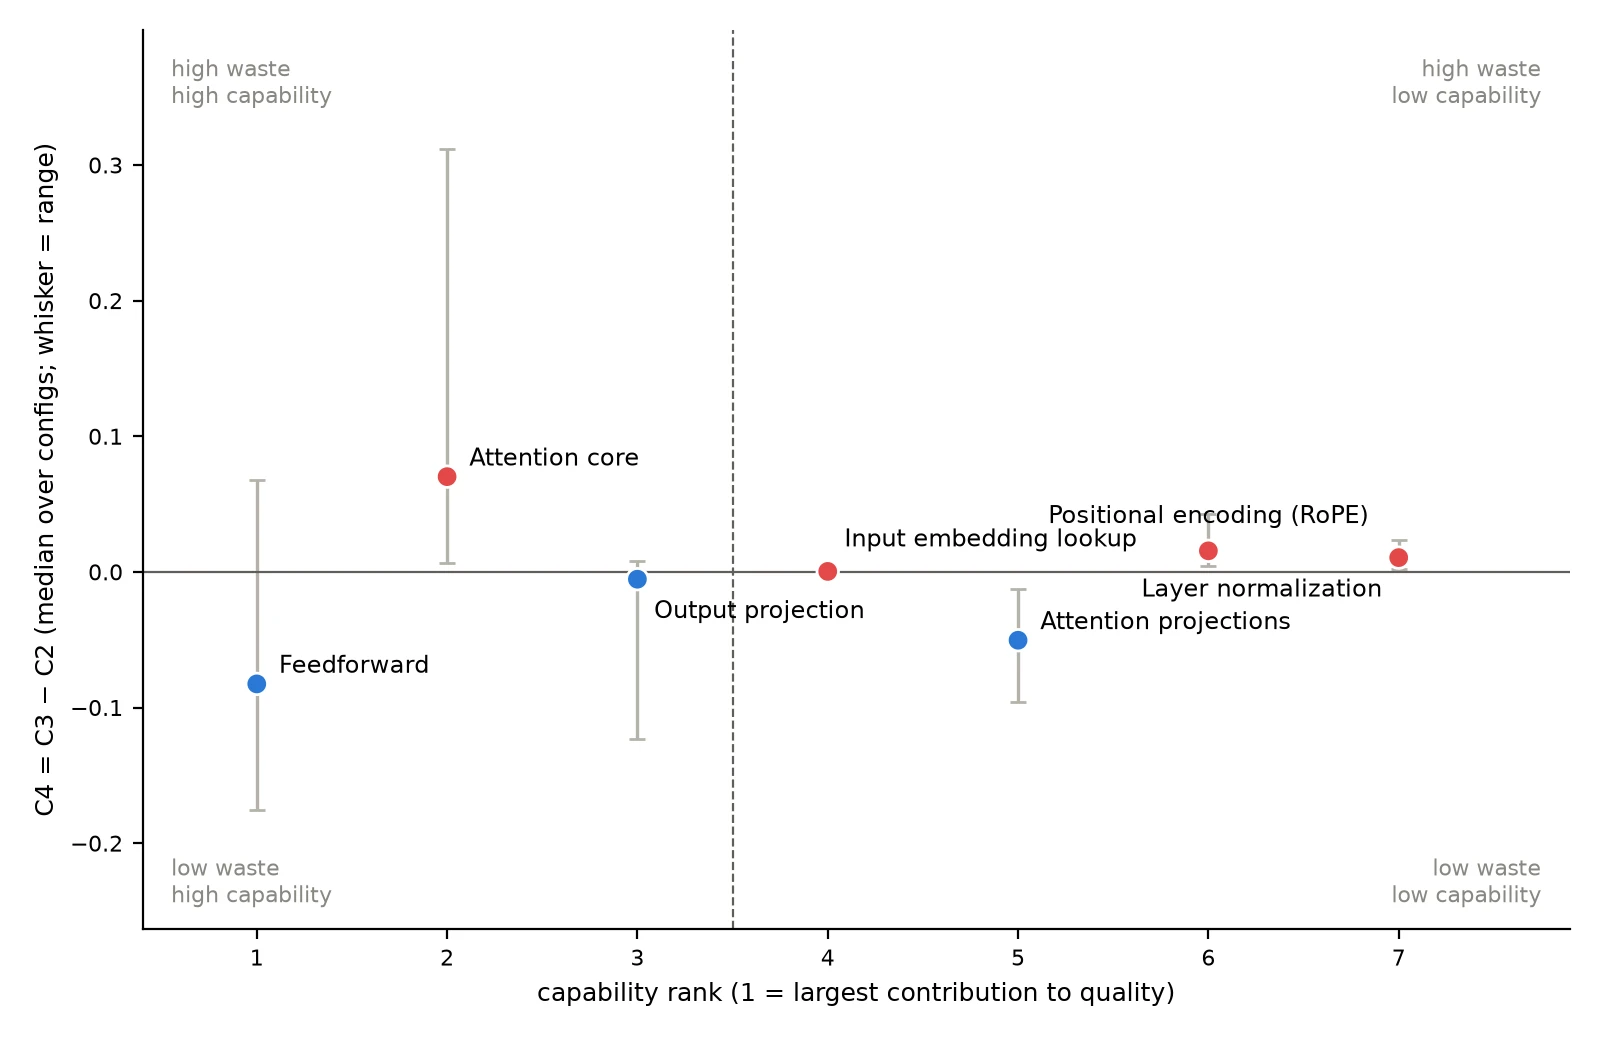 high waste
high capability
high waste
low capability
C4 = C3 − C2 (median over configs; whisker = range)
0.3
0.2
0.1
0.0
−0.1
−0.2
Attention core
Positional encoding (RoPE)
Input embedding lookup
Layer normalization
Output projection
Attention projections
Feedforward
low waste
high capability
low waste
low capability
1 2 3 4 5 6 7
capability rank (1 = largest contribution to quality)